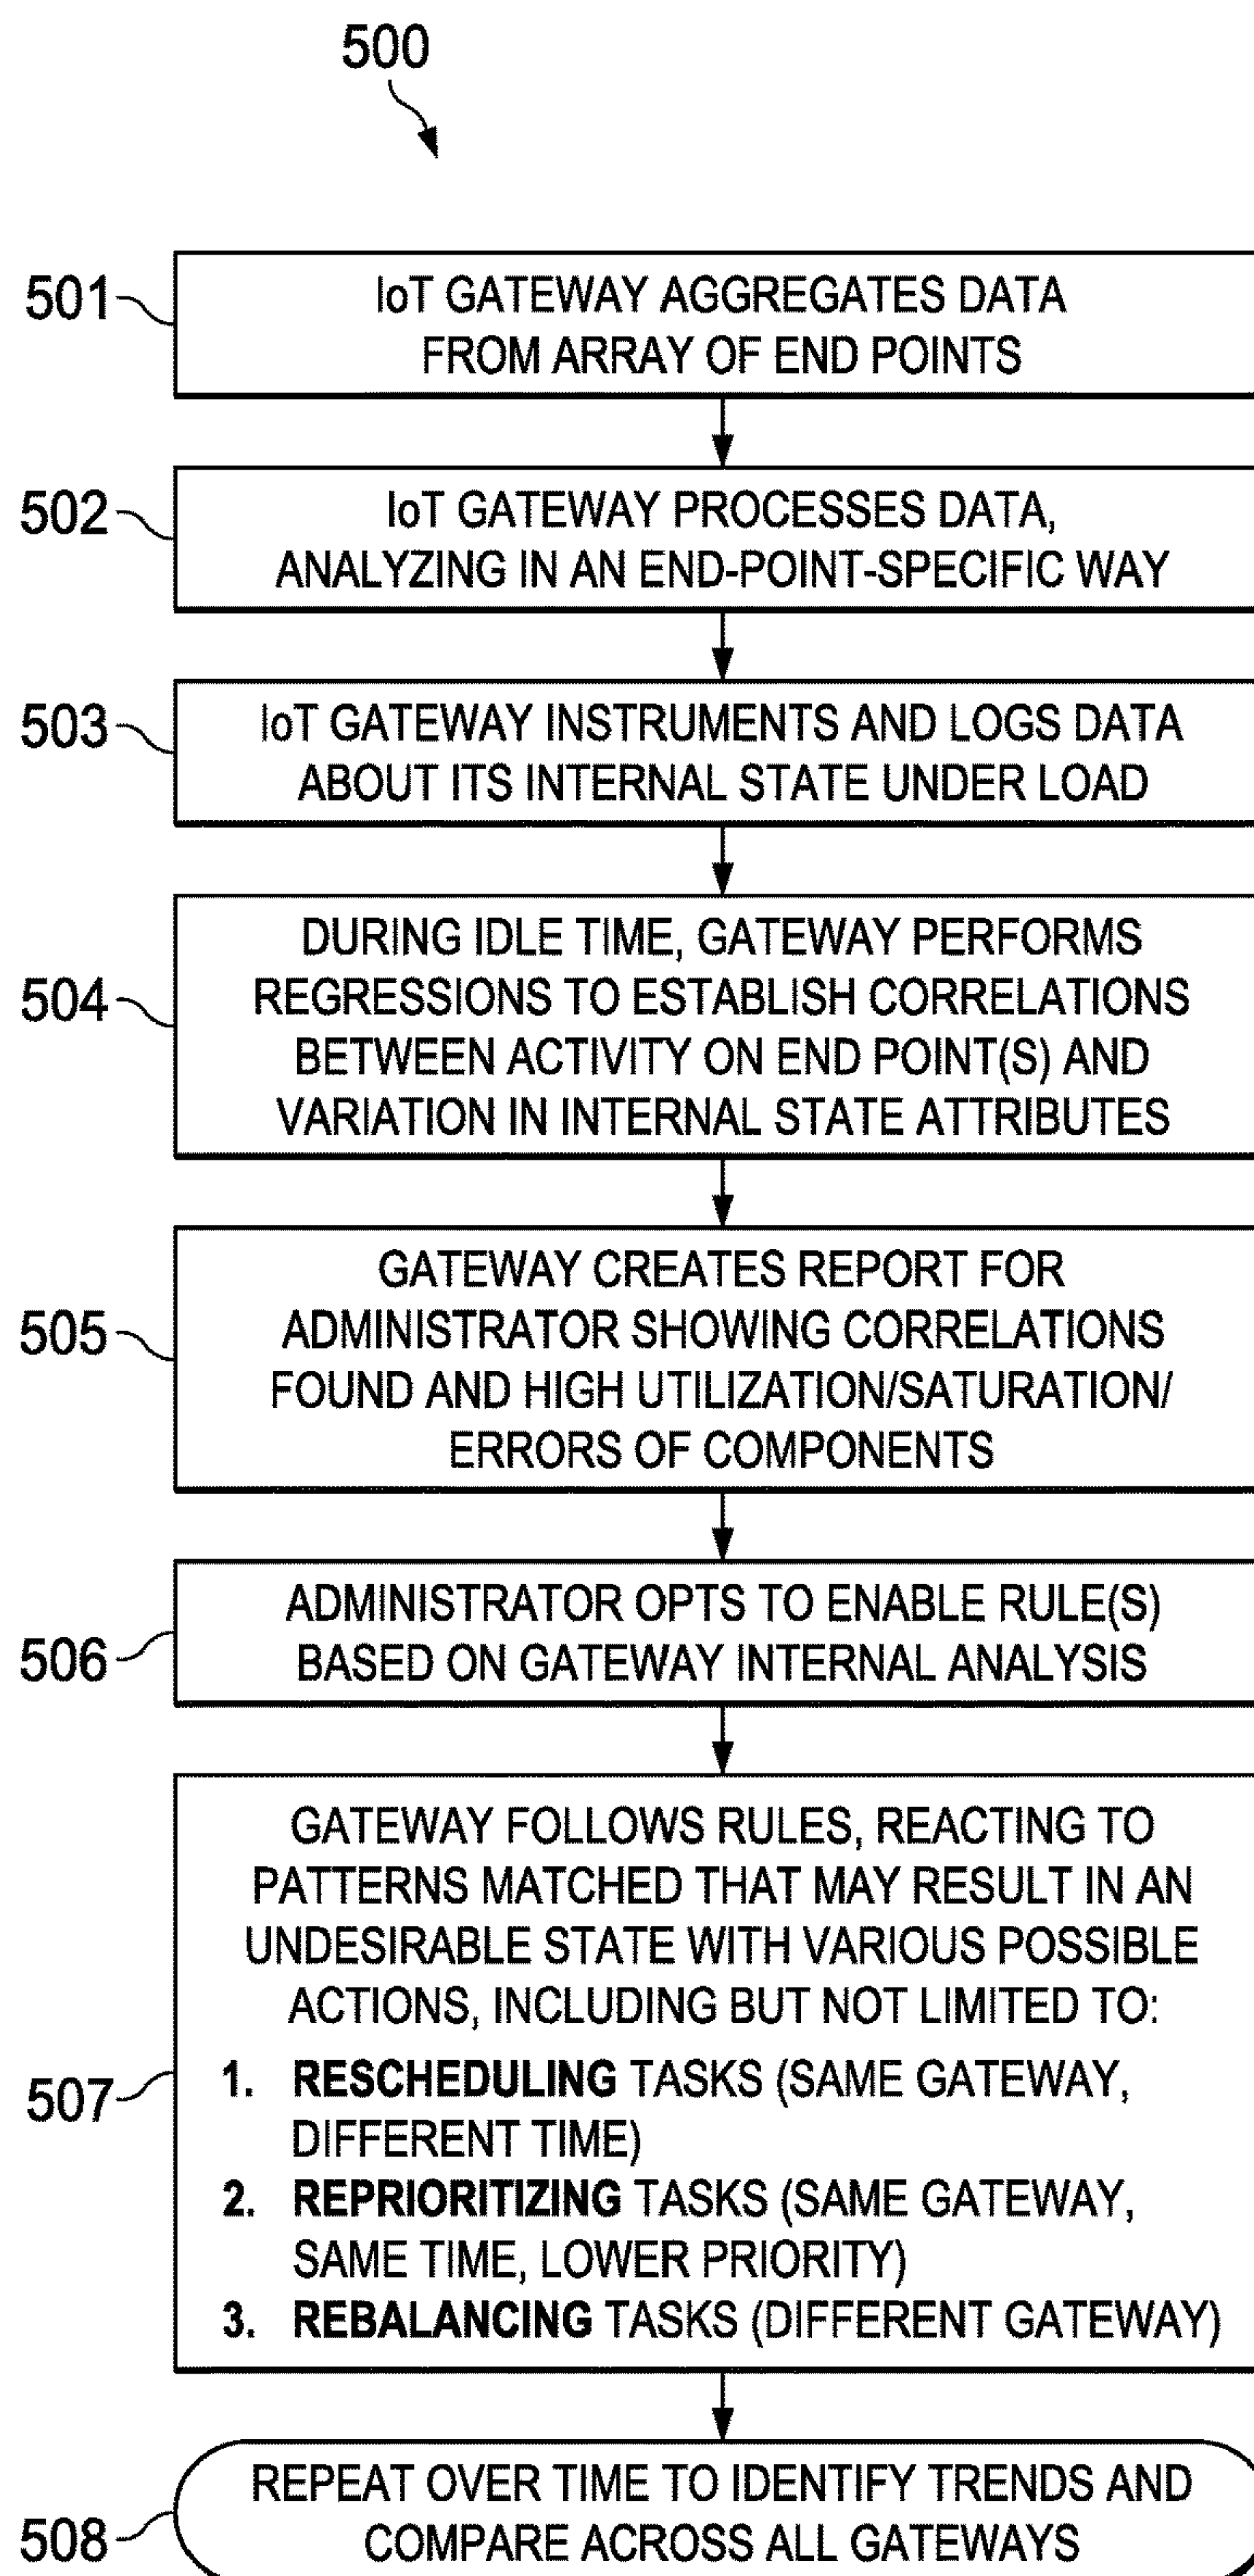 500
501
IoT GATEWAY AGGREGATES DATA
FROM ARRAY OF END POINTS
502
IoT GATEWAY PROCESSES DATA,
ANALYZING IN AN END-POINT-SPECIFIC WAY
503
IoT GATEWAY INSTRUMENTS AND LOGS DATA
ABOUT ITS INTERNAL STATE UNDER LOAD
504
DURING IDLE TIME, GATEWAY PERFORMS
REGRESSIONS TO ESTABLISH CORRELATIONS
BETWEEN ACTIVITY ON END POINT(S) AND
VARIATION IN INTERNAL STATE ATTRIBUTES
505
GATEWAY CREATES REPORT FOR
ADMINISTRATOR SHOWING CORRELATIONS
FOUND AND HIGH UTILIZATION/SATURATION/
ERRORS OF COMPONENTS
506
ADMINISTRATOR OPTS TO ENABLE RULE(S)
BASED ON GATEWAY INTERNAL ANALYSIS
507
GATEWAY FOLLOWS RULES, REACTING TO
PATTERNS MATCHED THAT MAY RESULT IN AN
UNDESIRABLE STATE WITH VARIOUS POSSIBLE
ACTIONS, INCLUDING BUT NOT LIMITED TO:
1. RESCHEDULING TASKS (SAME GATEWAY,
DIFFERENT TIME)
2. REPRIORITIZING TASKS (SAME GATEWAY,
SAME TIME, LOWER PRIORITY)
3. REBALANCING TASKS (DIFFERENT GATEWAY)
508
REPEAT OVER TIME TO IDENTIFY TRENDS AND
COMPARE ACROSS ALL GATEWAYS